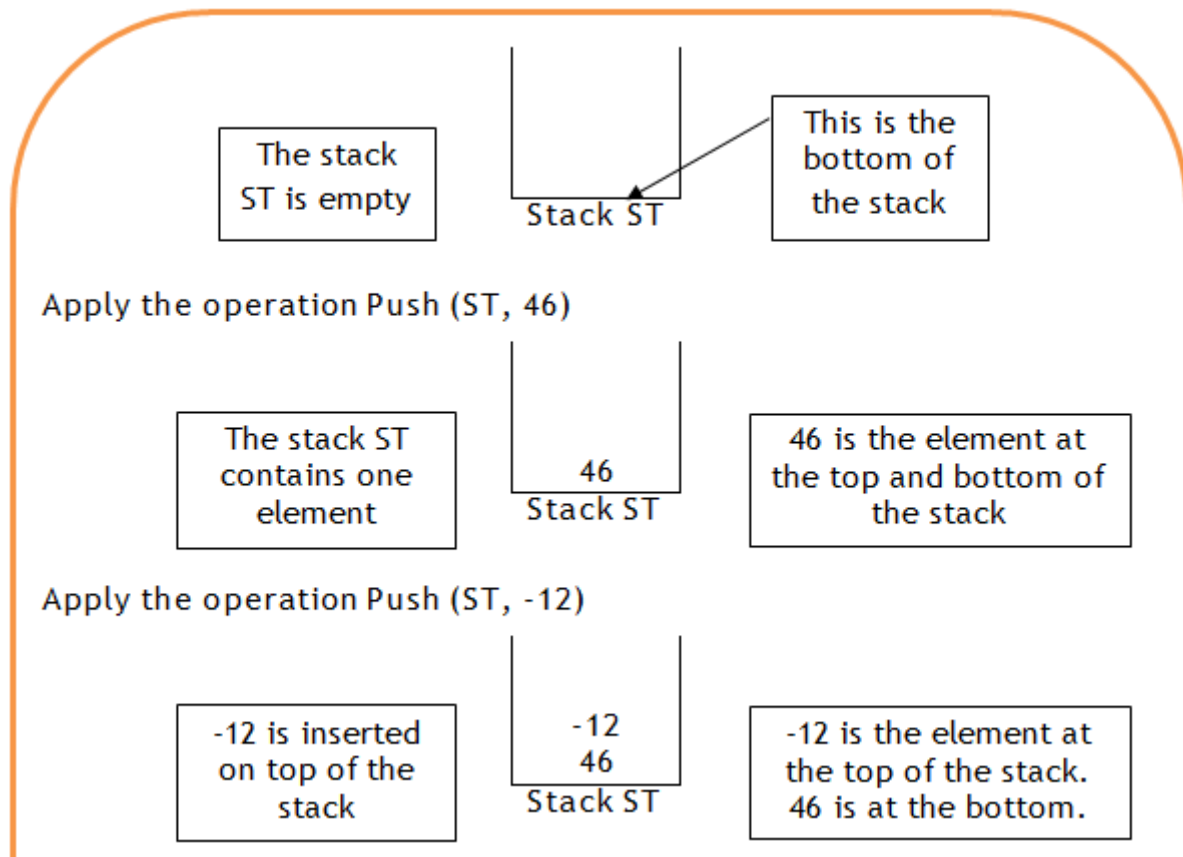 The stack
ST is empty
Stack ST
This is the
bottom of
the stack
Apply the operation Push (ST, 46)
The stack ST
contains one
element
46
Stack ST
46 is the element at
the top and bottom of
the stack
Apply the operation Push (ST, -12)
-12 is inserted
on top of the
stack
-12
46
Stack ST
-12 is the element at
the top of the stack.
46 is at the bottom.